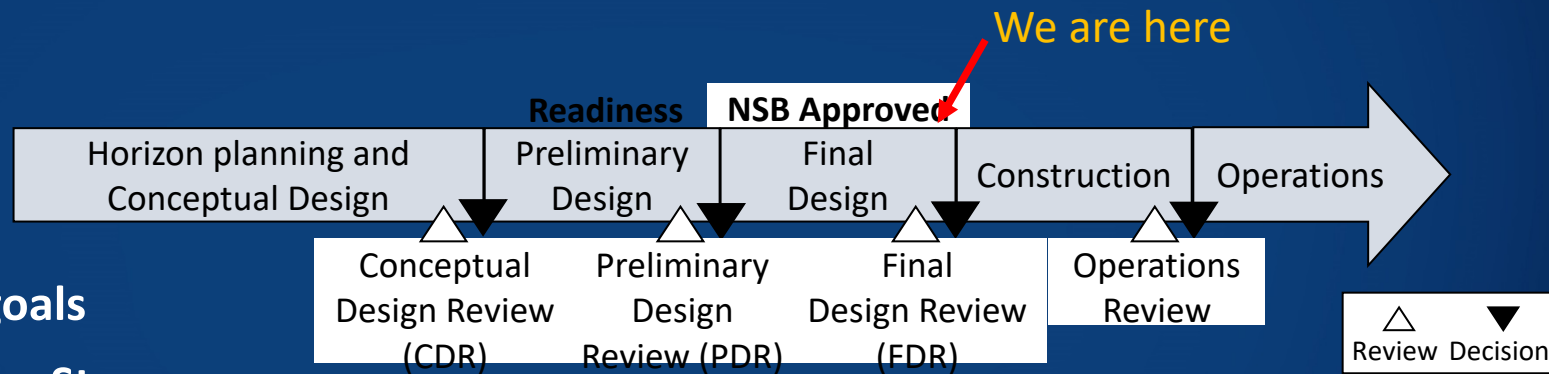 We are here
Readiness
NSB Approved
Horizon planning and
Conceptual Design
Preliminary
Design
Final
Design
Construction
Operations
Conceptual
Design Review
(CDR)
Preliminary
Design
Review (PDR)
Final
Design Review
(FDR)
Operations
Review
goals
Review Decision